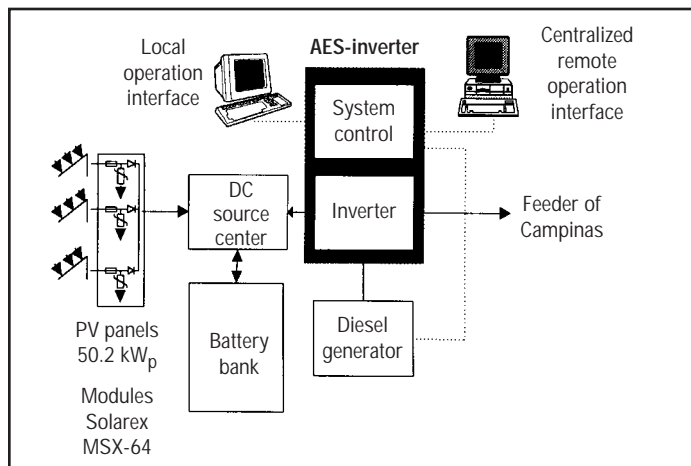 Local
operation
interface
AES-inverter
Centralized
remote
operation
interface
System
control
DC
source
center
Inverter
Feeder of
Campinas
PV panels
50.2 kWp
Modules
Solarex
MSX-64
Battery
bank
Diesel
generator